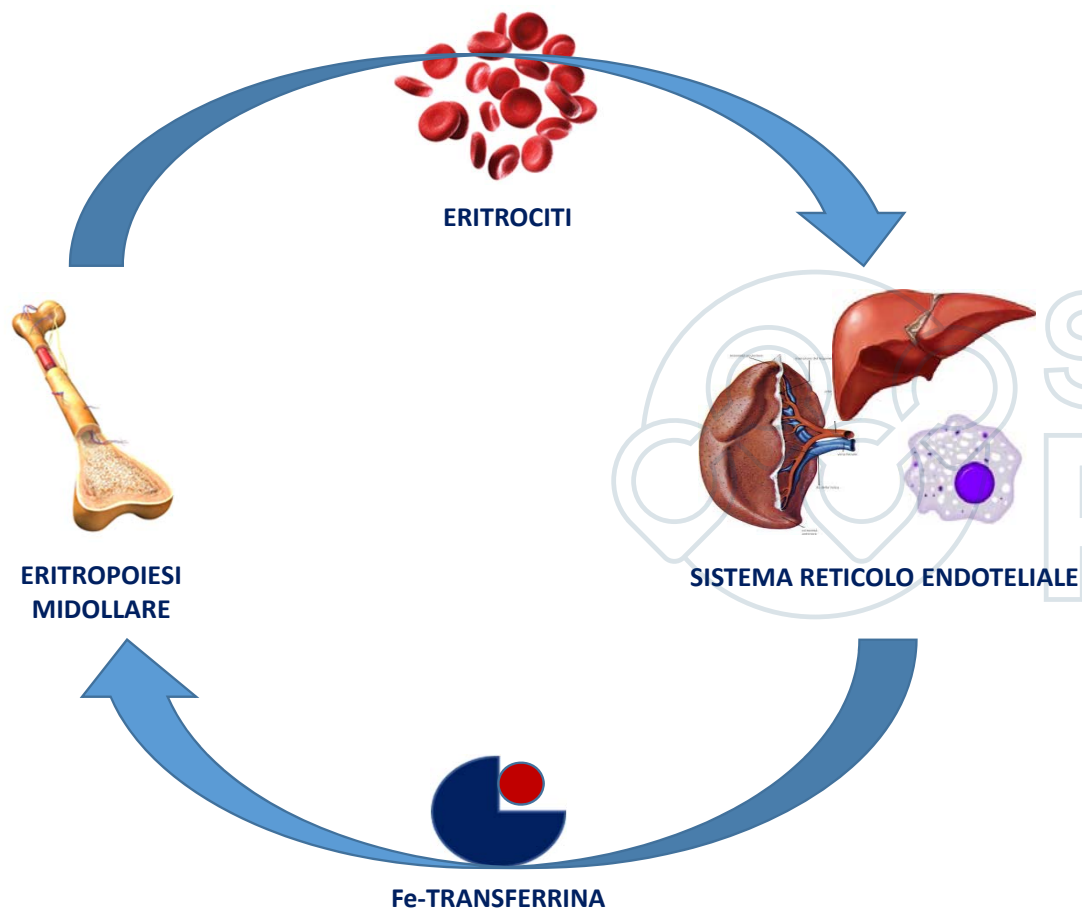 ERITROCITI
ERITROPOIESI
MIDOLLARE
SISTEMA RETICOLO ENDOTELIALE
Fe-TRANSFERRINA